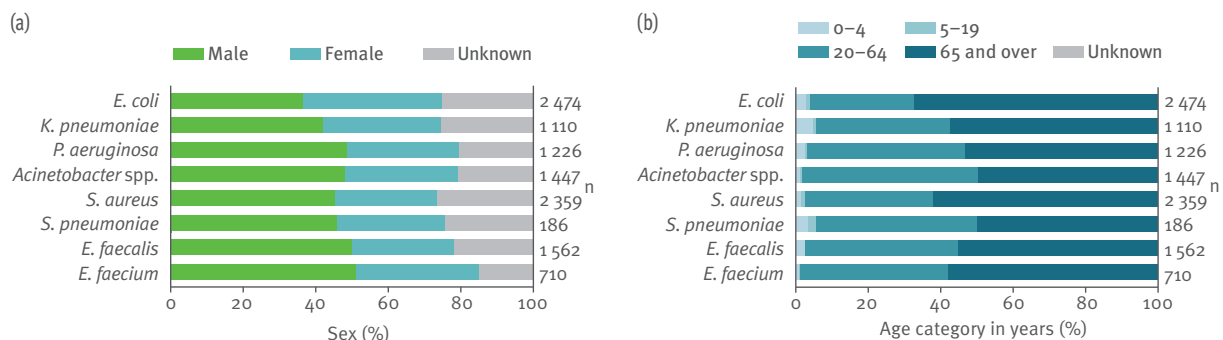 (a)
Male Female Unknown
E. coli 2 474
K. pneumoniae 1 110
P. aeruginosa 1 226
Acinetobacter spp. 1 447
n
S. aureus 2 359
S. pneumoniae 186
E. faecalis 1 562
E. faecium 710
0 20 40 60 80 100
Sex (%)
(b)
0–4 5–19
20–64 65 and over Unknown
E. coli 2 474
K. pneumoniae 1 110
P. aeruginosa 1 226
Acinetobacter spp. 1 447
n
S. aureus 2 359
S. pneumoniae 186
E. faecalis 1 562
E. faecium 710
0 20 40 60 80 100
Age category in years (%)